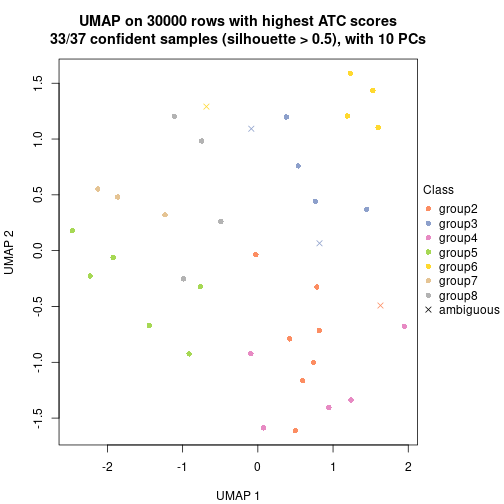 UMAP on 30000 rows with highest ATC scores
33/37 confident samples (silhouette > 0.5), with 10 PCs
1.5
1.0
0.5
0.0
-0.5
-1.0
-1.5
UMAP 2
-2
-1
0
1
2
UMAP 1
Class
group2
group3
group4
group5
group6
group7
group8
ambiguous